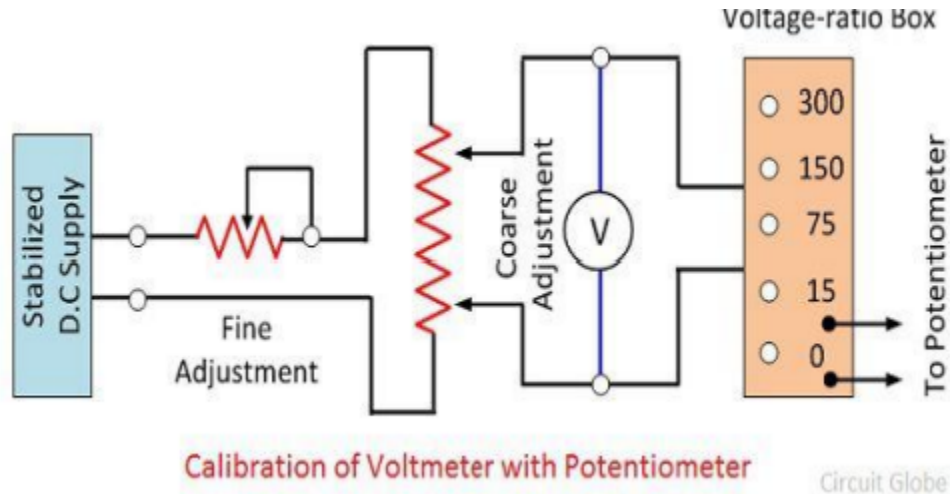 Voltage-ratio Box
Stabilized
D.C Supply
Fine
Adjustment
Coarse
Adjustment
V
300
150
75
15
0
To Potentiometer
Calibration of Voltmeter with Potentiometer
Circuit Globe